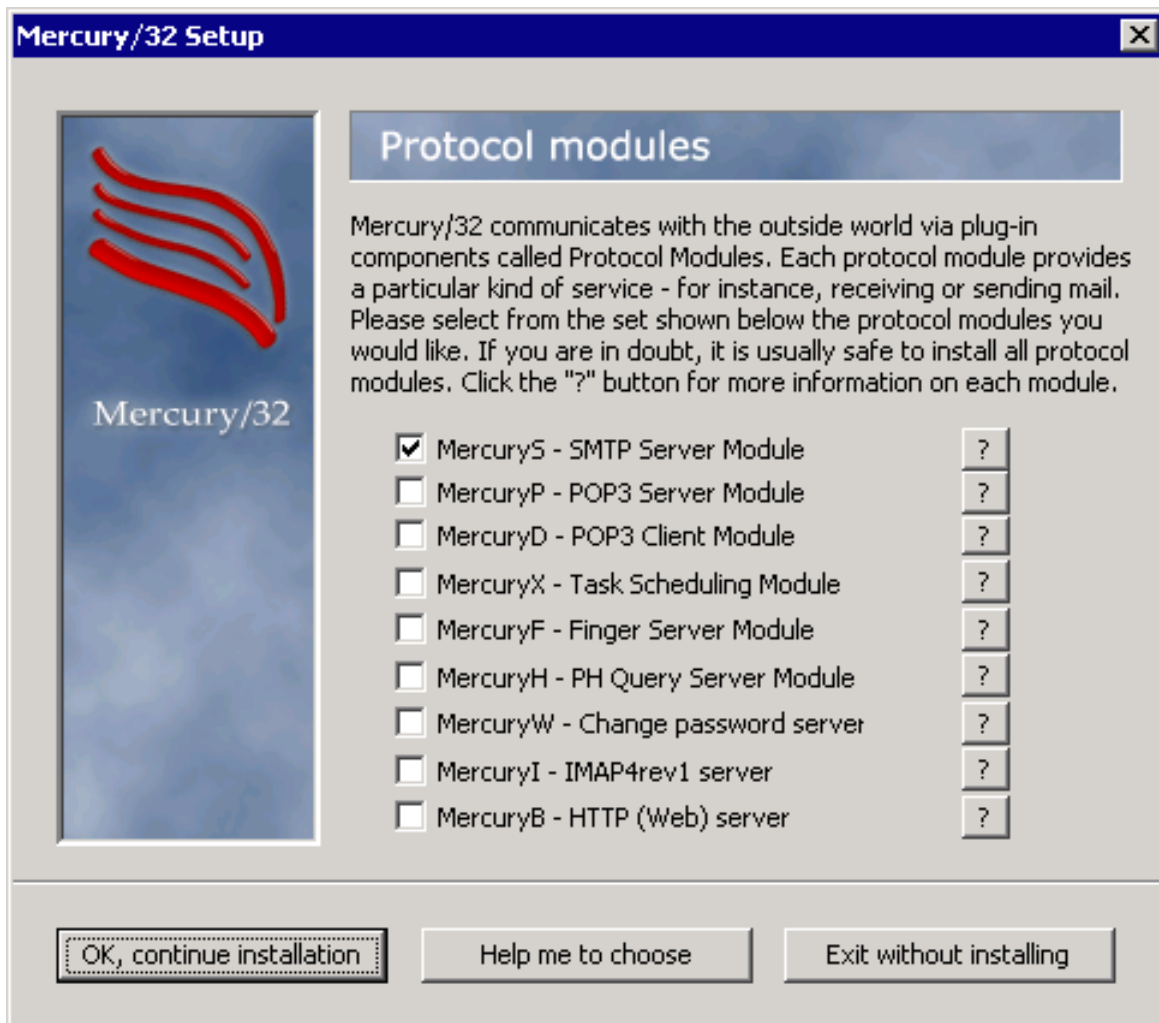 Mercury/32 Setup
Protocol modules
Mercury/32 communicates with the outside world via plug-in
components called Protocol Modules. Each protocol module provides
a particular kind of service - for instance, receiving or sending mail.
Please select from the set shown below the protocol modules you
would like. If you are in doubt, it is usually safe to install all protocol
modules. Click the "?" button for more information on each module.
Mercury/32
MercuryS - SMTP Server Module ?
MercuryP - POP3 Server Module ?
MercuryD - POP3 Client Module ?
MercuryX - Task Scheduling Module ?
MercuryF - Finger Server Module ?
MercuryH - PH Query Server Module ?
MercuryW - Change password server ?
MercuryI - IMAP4rev1 server ?
MercuryB - HTTP (Web) server ?
OK, continue installation Help me to choose Exit without installing